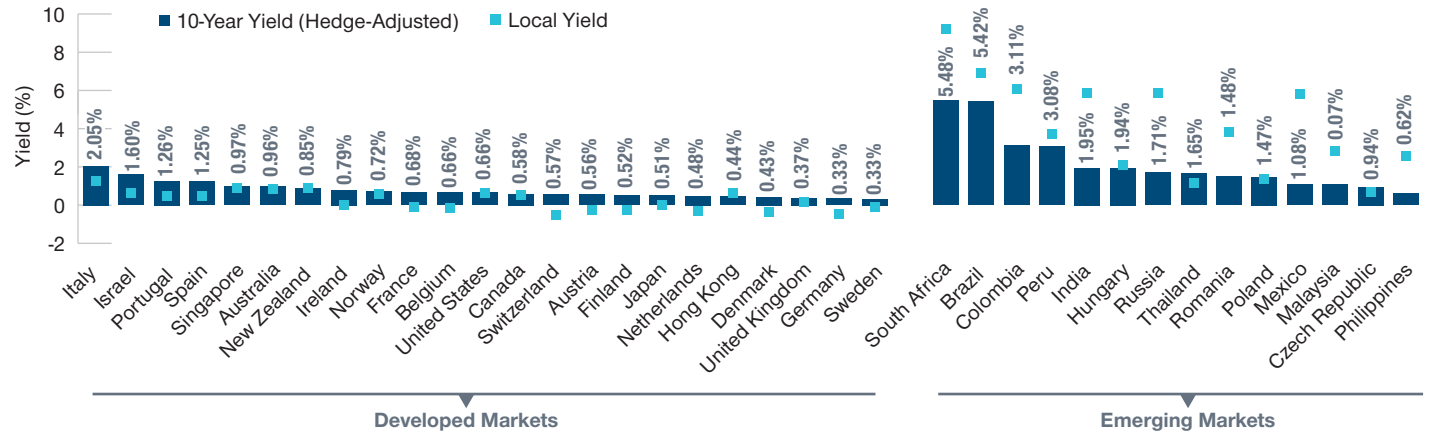 10-Year Yield (Hedge-Adjusted) Local Yield
Yield (%)
10
8
6
4
2
0
-2
2.05%
1.60%
1.26%
1.25%
0.97%
0.96%
0.85%
0.79%
0.72%
0.68%
0.66%
0.66%
0.58%
0.57%
0.56%
0.52%
0.51%
0.48%
0.44%
0.43%
0.37%
0.33%
0.33%
5.48%
5.42%
3.11%
3.08%
1.95%
1.94%
1.71%
1.65%
1.48%
1.47%
1.08%
0.07%
0.94%
0.62%
Italy
Israel
Portugal
Spain
Singapore
Australia
New Zealand
Ireland
Norway
France
Belgium
United States
Canada
Switzerland
Austria
Finland
Japan
Netherlands
Hong Kong
Denmark
United Kingdom
Germany
Sweden
South Africa
Brazil
Colombia
Peru
India
Hungary
Russia
Thailand
Romania
Poland
Mexico
Malaysia
Czech Republic
Philippines
Developed Markets
Emerging Markets